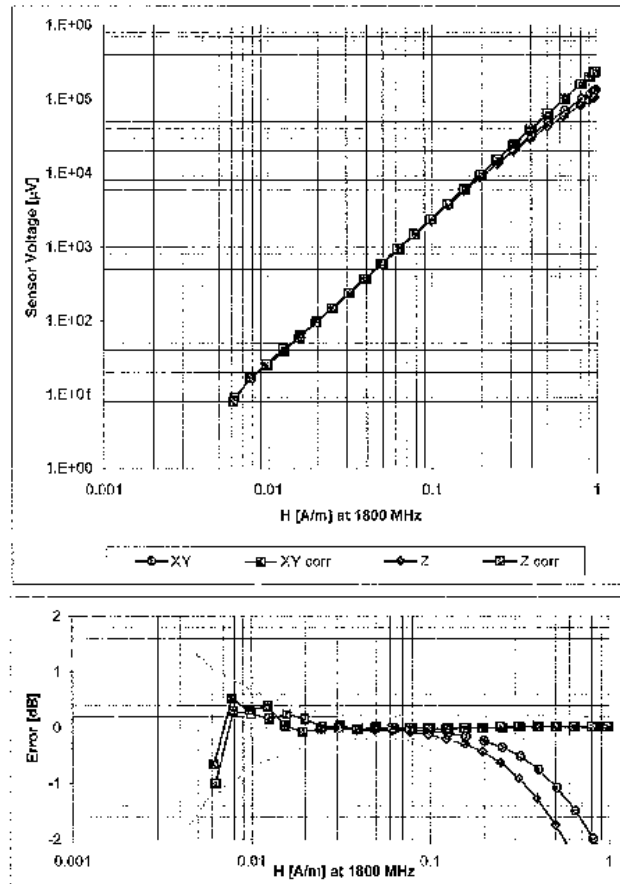 1.E+06
1.E+05
1.E+04
1.E+03
1.E+02
1.E+01
1.E+00
Sensor Voltage [µV]
0.001 0.01 0.1 1
H [A/m] at 1800 MHz
XY XY corr Z Z corr
2
1
0
-1
-2
Error [dB]
0.001 0.01 0.1 1
H [A/m] at 1800 MHz